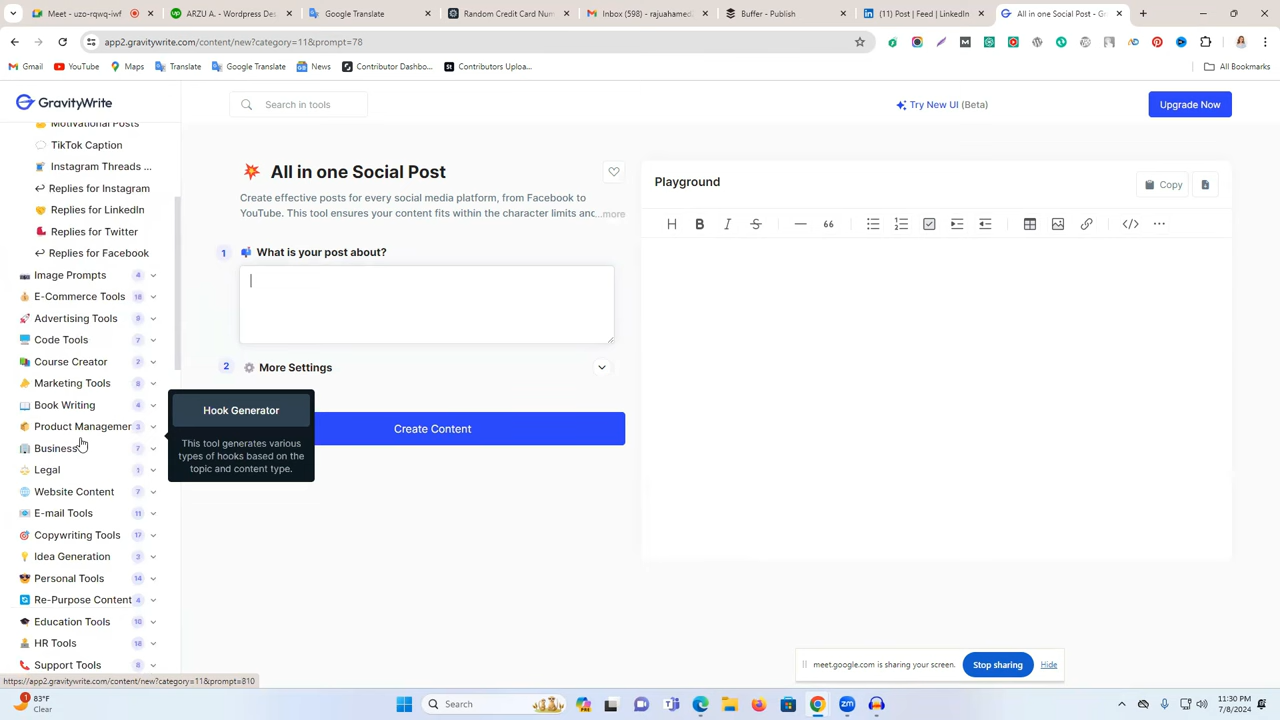 Meet - uzo-rqwq-iwf
ARZU A. - Web Content Desi
Google Translate
Random Credit Card Num
Inbox (598) - rajuahamed
Buffer - Publish
(11) Post | Feed | LinkedIn
All in one Social Post - Gr
app2.gravitywrite.com/content/new?category=11&prompt=78
Gmail YouTube Maps Translate Google Translate News Contributor Dashbo... Contributors Uploa... All Bookmarks
GravityWrite
Search in tools
Try New UI (Beta)
Upgrade Now
Motivational Posts
TikTok Caption
Instagram Threads ...
Replies for Instagram
Replies for LinkedIn
Replies for Twitter
Replies for Facebook
Image Prompts 4
E-Commerce Tools 18
Advertising Tools 8
Code Tools 7
Course Creator 2
Marketing Tools 8
Book Writing 4
Product Managemen 3
Business 7
Legal 1
Website Content 7
E-mail Tools 11
Copywriting Tools 17
Idea Generation 3
Personal Tools 14
Re-Purpose Content 4
Education Tools 10
HR Tools 18
Support Tools 8
Hook Generator
This tool generates various
types of hooks based on the
topic and content type.
All in one Social Post
Create effective posts for every social media platform, from Facebook to
YouTube. This tool ensures your content fits within the character limits anc...more
1 What is your post about?
2 More Settings
Create Content
Playground
Copy
H B I S 66
meet.google.com is sharing your screen. Stop sharing Hide
https://app2.gravitywrite.com/content/new?category=11&prompt=810
83°F
Clear
Search
11:30 PM
7/8/2024